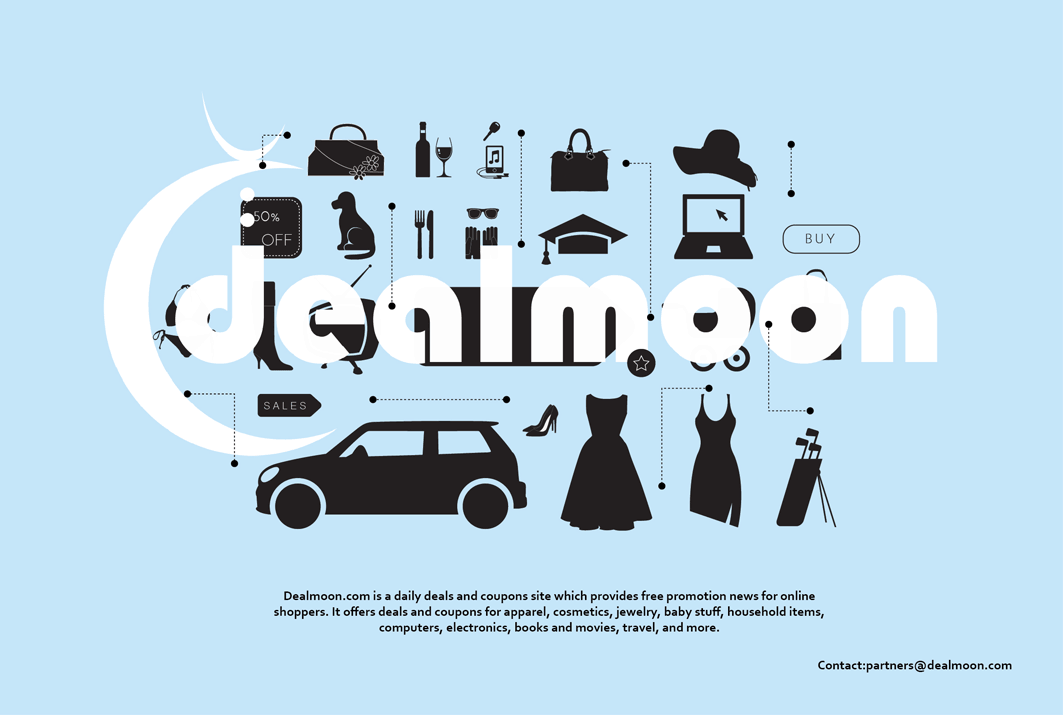 50%
OFF
BUY
dealmoon
SALES
Dealmoon.com is a daily deals and coupons site which provides free promotion news for online
shoppers. It offers deals and coupons for apparel, cosmetics, jewelry, baby stuff, household items,
computers, electronics, books and movies, travel, and more.
Contact:partners@dealmoon.com